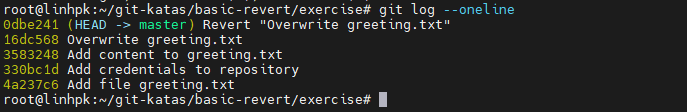 root@linhpk:~/git-katas/basic-revert/exercise# git log --oneline
0dbe241 (HEAD -> master) Revert "Overwrite greeting.txt"
16dc568 Overwrite greeting.txt
3583248 Add content to greeting.txt
330bc1d Add credentials to repository
4a237c6 Add file greeting.txt
root@linhpk:~/git-katas/basic-revert/exercise#